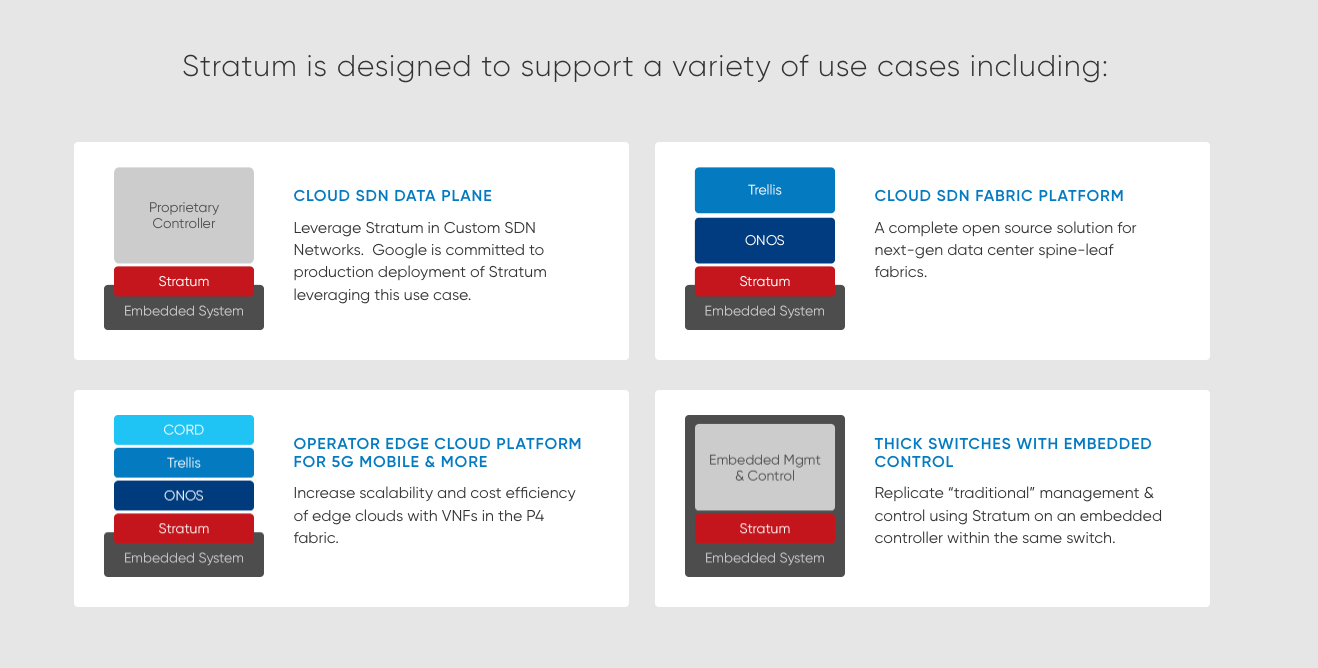 Stratum is designed to support a variety of use cases including:
Proprietary
Controller
Stratum
Embedded System
CLOUD SDN DATA PLANE
Leverage Stratum in Custom SDN
Networks.  Google is committed to
production deployment of Stratum
leveraging this use case.
Trellis
ONOS
Stratum
Embedded System
CLOUD SDN FABRIC PLATFORM
A complete open source solution for
next-gen data center spine-leaf
fabrics.
CORD
Trellis
ONOS
Stratum
Embedded System
OPERATOR EDGE CLOUD PLATFORM
FOR 5G MOBILE & MORE
Increase scalability and cost efficiency
of edge clouds with VNFs in the P4
fabric.
Embedded Mgmt
& Control
Stratum
Embedded System
THICK SWITCHES WITH EMBEDDED
CONTROL
Replicate “traditional” management &
control using Stratum on an embedded
controller within the same switch.